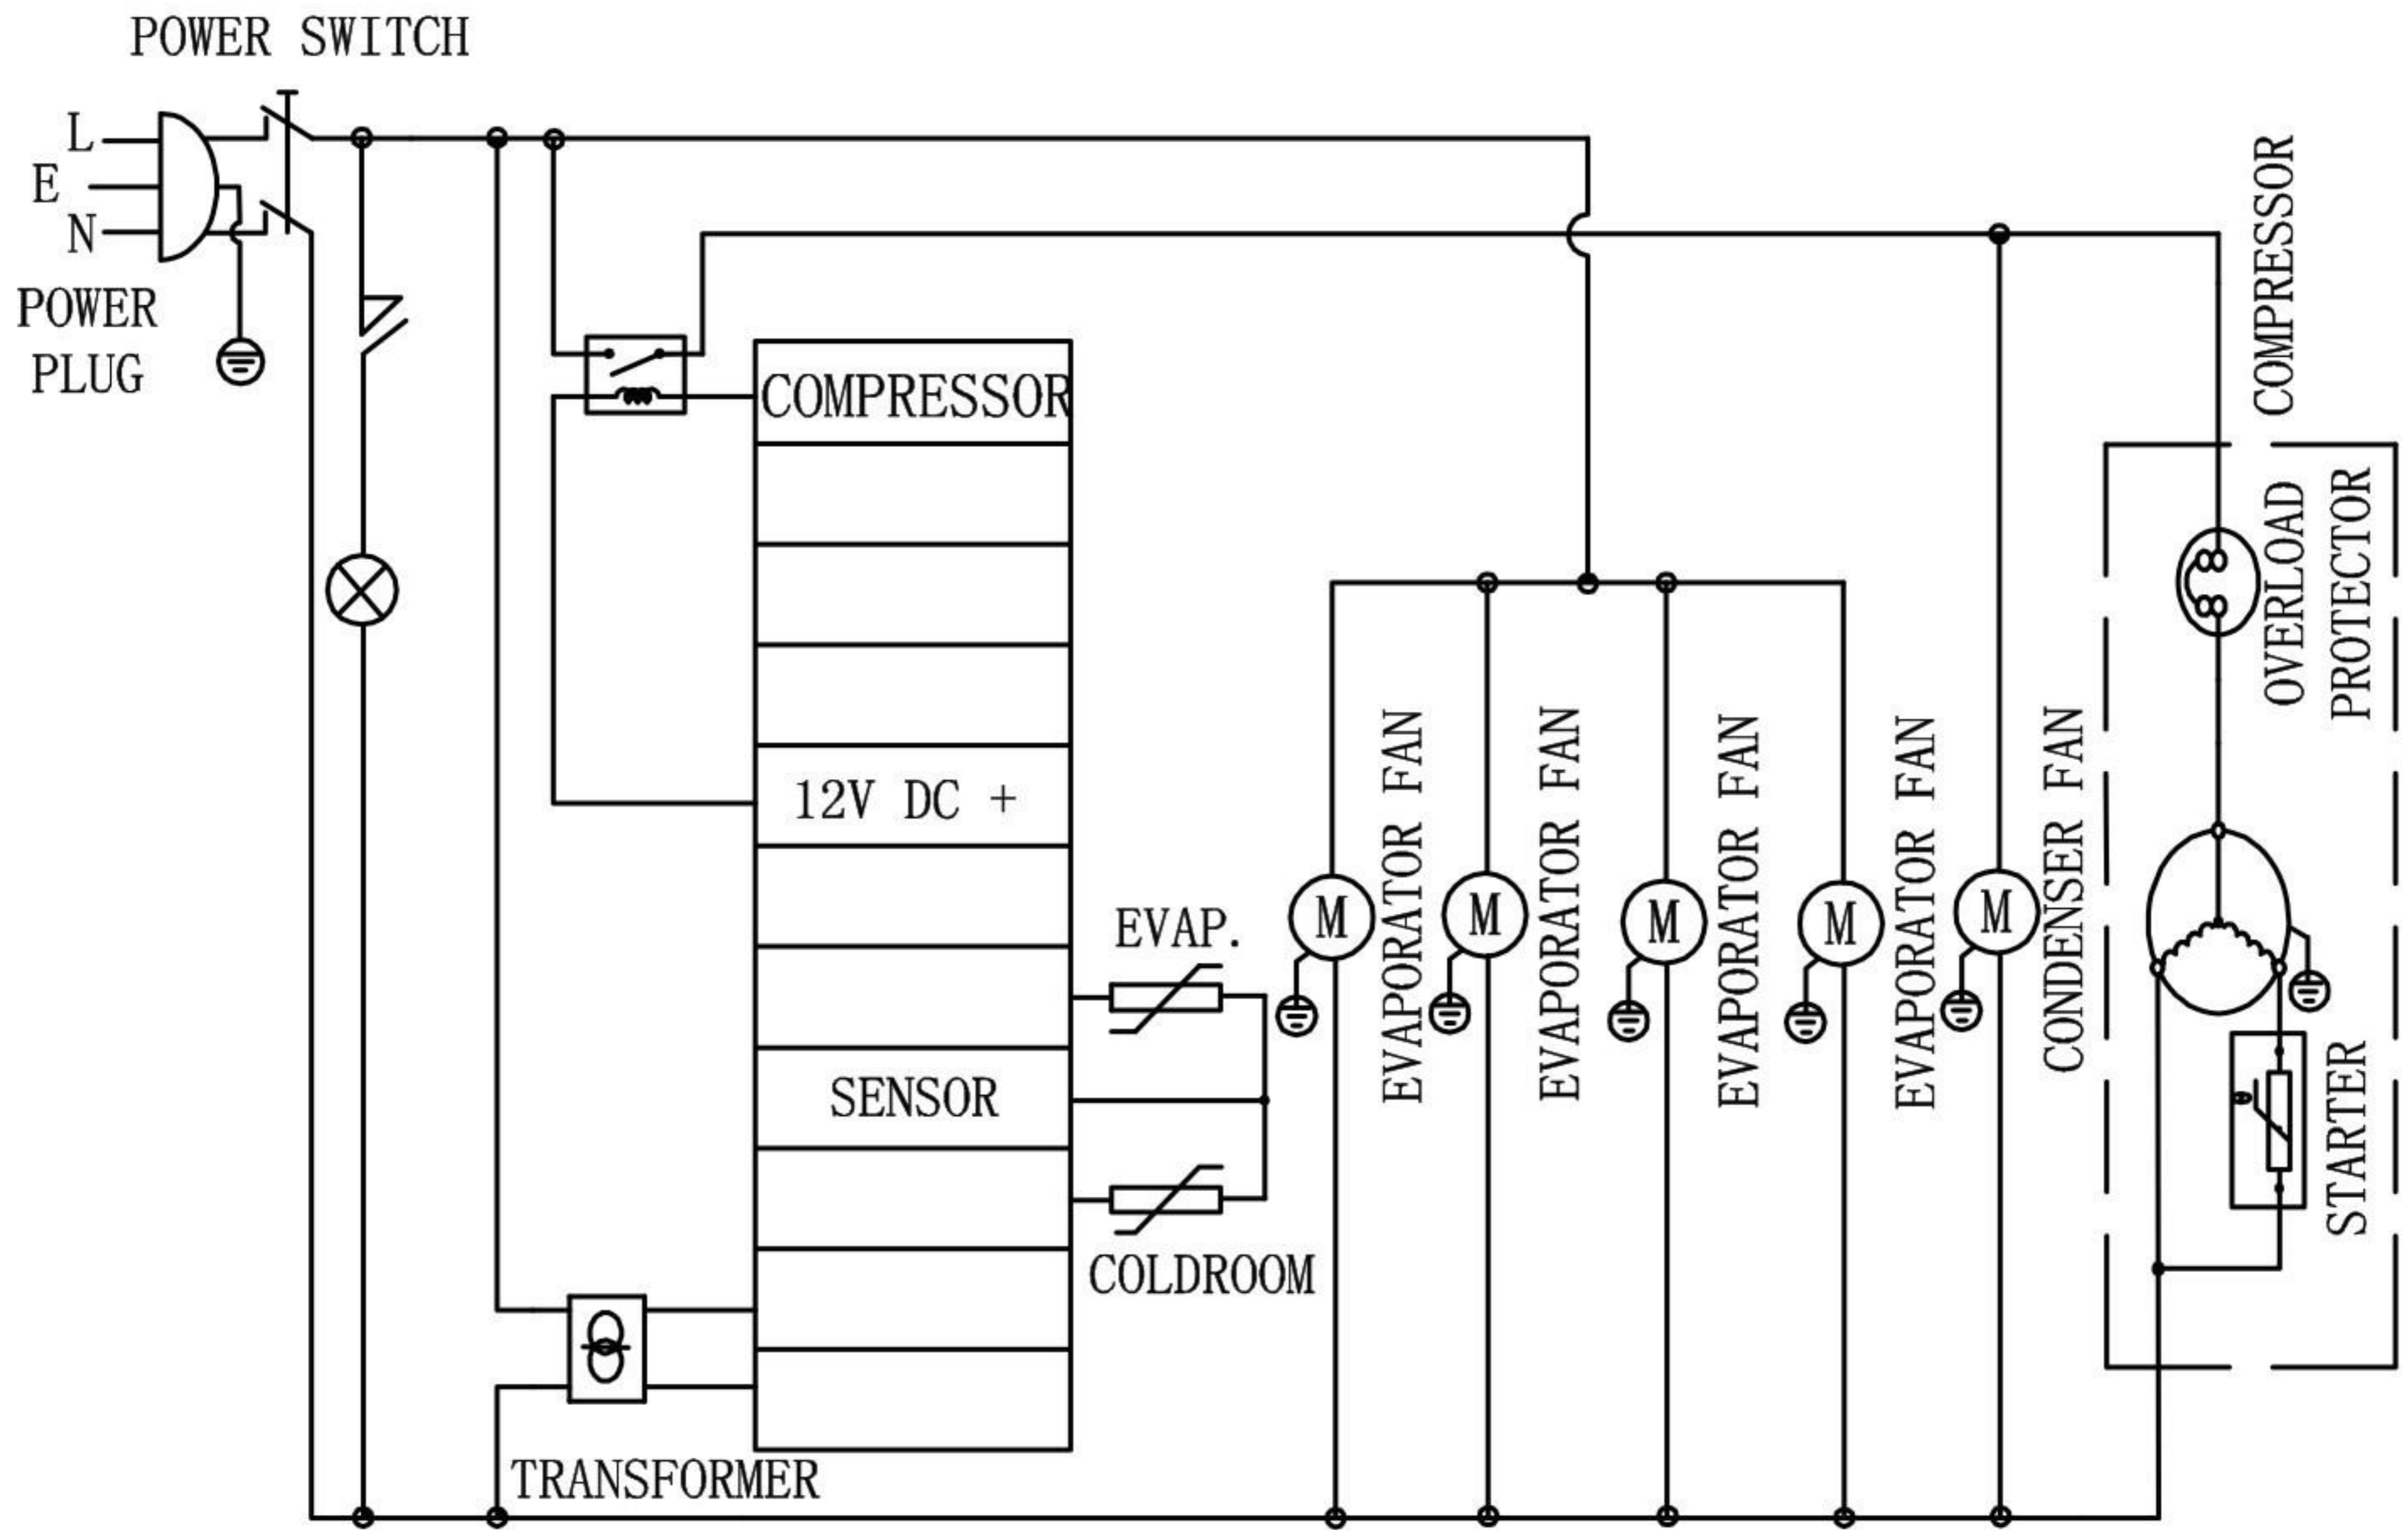 POWER SWITCH
L
E
N
POWER
PLUG
COMPRESSOR
12V DC +
SENSOR
EVAP.
COLDROOM
TRANSFORMER
M
EVAPORATOR FAN
M
EVAPORATOR FAN
M
EVAPORATOR FAN
M
EVAPORATOR FAN
M
CONDENSER FAN
COMPRESSOR
OVERLOAD
PROTECTOR
θ
STARTER